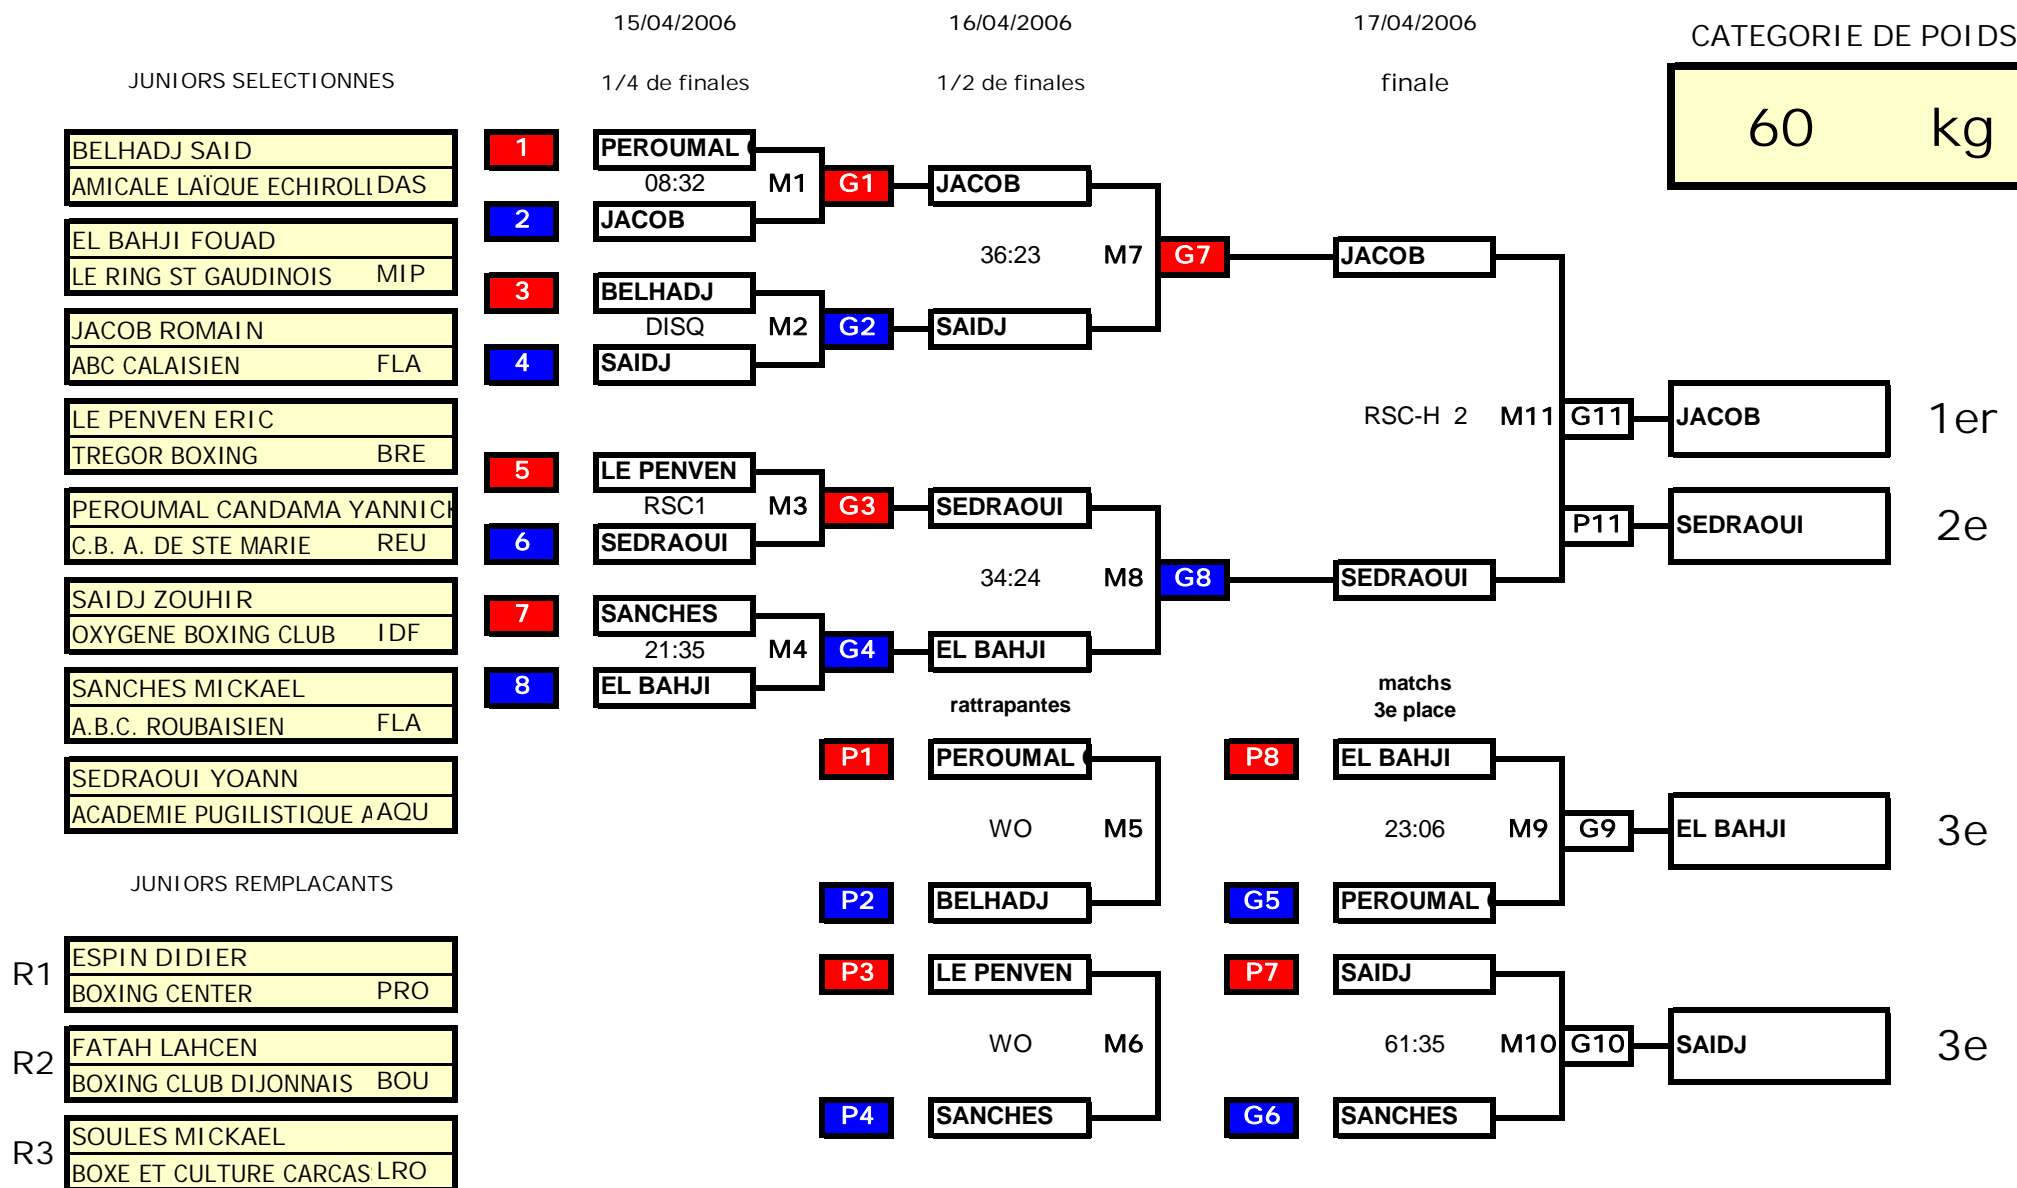 15/04/2006 16/04/2006 17/04/2006
CATEGORIE DE POIDS
JUNIORS SELECTIONNES 1/4 de finales 1/2 de finales finale
60 kg
BELHADJ SAID
AMICALE LAÏQUE ECHIROLL DAS
EL BAHJI FOUAD
LE RING ST GAUDINOIS MIP
JACOB ROMAIN
ABC CALAISIEN FLA
LE PENVEN ERIC
TREGOR BOXING BRE
PEROUMAL CANDAMA YANNICK
C.B. A. DE STE MARIE REU
SAIDJ ZOUHIR
OXYGENE BOXING CLUB IDF
SANCHES MICKAEL
A.B.C. ROUBAISIEN FLA
SEDRAOUI YOANN
ACADEMIE PUGILISTIQUE A AQU
JUNIORS REMPLACANTS
R1
ESPIN DIDIER
BOXING CENTER PRO
R2
FATAH LAHCEN
BOXING CLUB DIJONNAIS BOU
R3
SOULES MICKAEL
BOXE ET CULTURE CARCAS LRO
1 PEROUMAL
08:32 M1 G1
2 JACOB
3 BELHADJ
DISQ M2 G2
4 SAIDJ
5 LE PENVEN
RSC1 M3 G3
6 SEDRAOUI
7 SANCHES
21:35 M4 G4
8 EL BAHJI
JACOB
36:23 M7 G7
SAIDJ
SEDRAOUI
34:24 M8 G8
EL BAHJI
rattrapantes
P1 PEROUMAL
WO M5
P2 BELHADJ
P3 LE PENVEN
WO M6
P4 SANCHES
JACOB
RSC-H 2 M11 G11 JACOB 1er
P11 SEDRAOUI 2e
SEDRAOUI
matchs
3e place
P8 EL BAHJI
23:06 M9 G9 EL BAHJI 3e
G5 PEROUMAL
P7 SAIDJ
61:35 M10 G10 SAIDJ 3e
G6 SANCHES